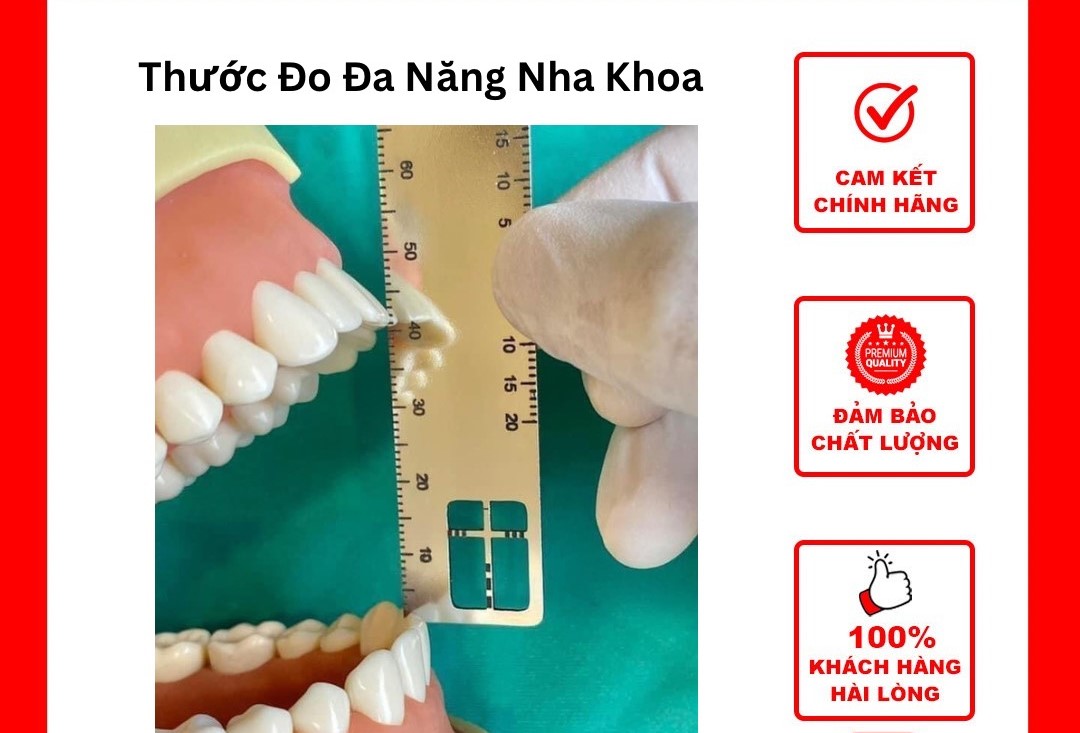 Thước Đo Đa Năng Nha Khoa
60
50
40
30
20
10
15
10
5
10
15
20
CAM KẾT
CHÍNH HÃNG
PREMIUM
QUALITY
ĐẢM BẢO
CHẤT LƯỢNG
100%
KHÁCH HÀNG
HÀI LÒNG